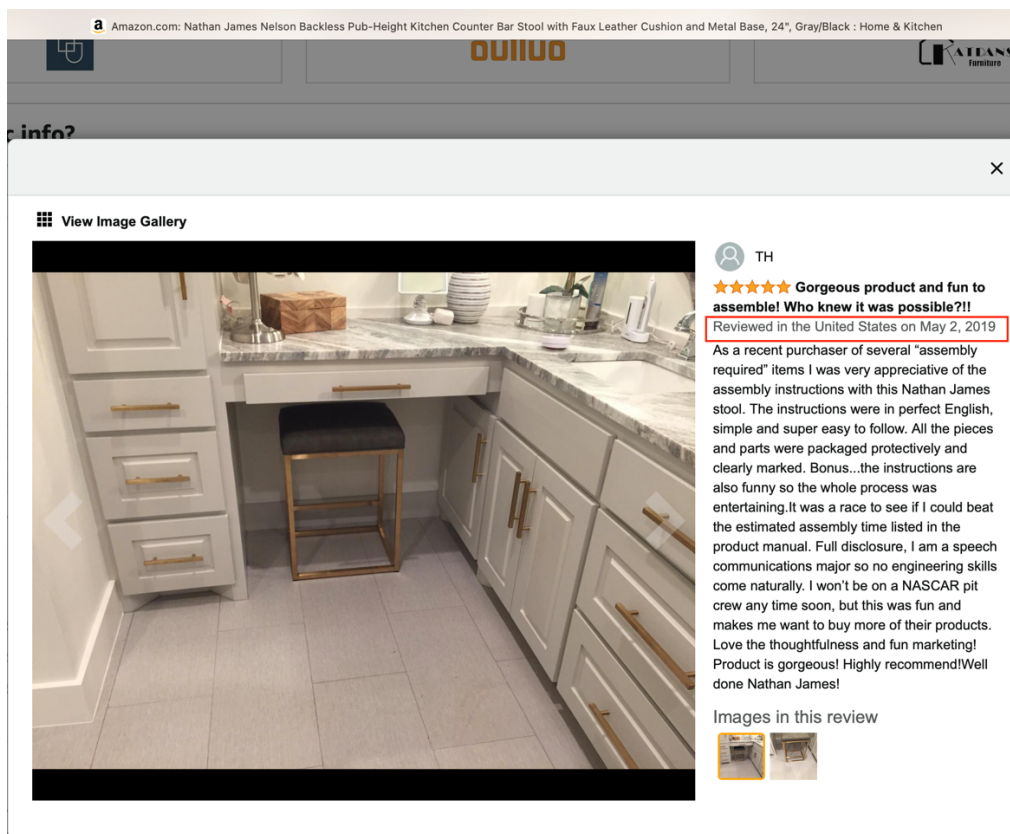 a Amazon.com: Nathan James Nelson Backless Pub-Height Kitchen Counter Bar Stool with Faux Leather Cushion and Metal Base, 24", Gray/Black : Home & Kitchen
Furniture
c info?
×
View Image Gallery
TH
Gorgeous product and fun to
assemble! Who knew it was possible?!!
Reviewed in the United States on May 2, 2019
As a recent purchaser of several “assembly
required” items I was very appreciative of the
assembly instructions with this Nathan James
stool. The instructions were in perfect English,
simple and super easy to follow. All the pieces
and parts were packaged protectively and
clearly marked. Bonus...the instructions are
also funny so the whole process was
entertaining.It was a race to see if I could beat
the estimated assembly time listed in the
product manual. Full disclosure, I am a speech
communications major so no engineering skills
come naturally. I won’t be on a NASCAR pit
crew any time soon, but this was fun and
makes me want to buy more of their products.
Love the thoughtfulness and fun marketing!
Product is gorgeous! Highly recommend!Well
done Nathan James!
Images in this review